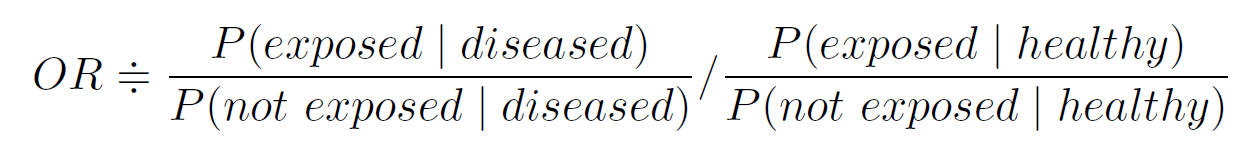 OR ≑ P(exposed | diseased) / P(not exposed | diseased) / P(exposed | healthy) / P(not exposed | healthy)